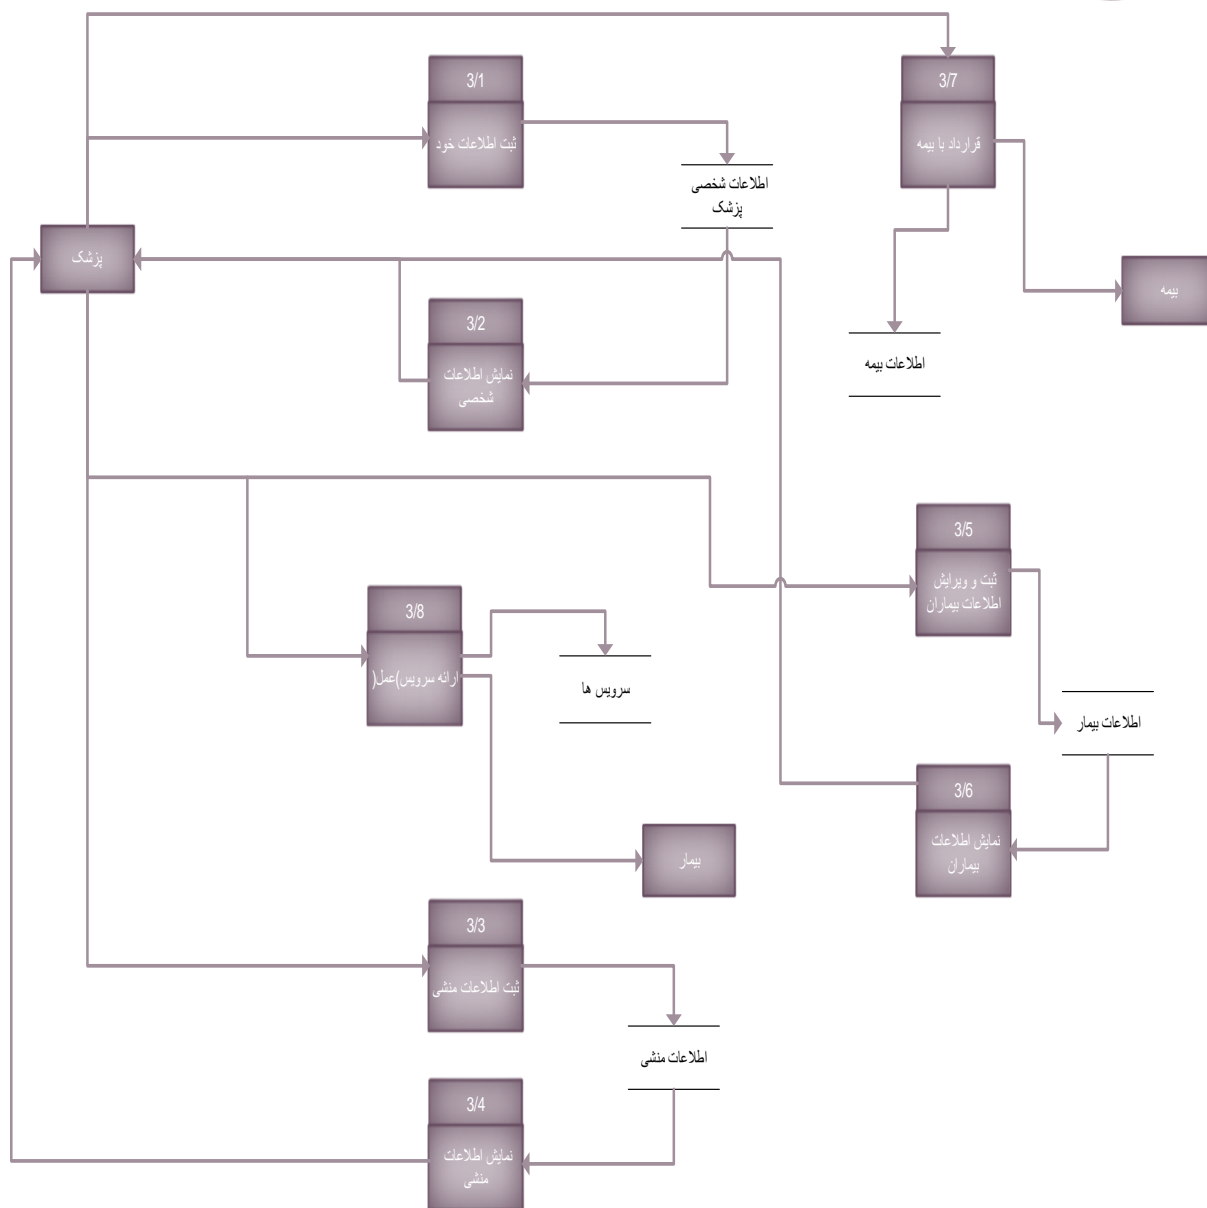 3/1
ثبت اطلاعات خود
3/7
قرارداد با بیمه
اطلاعات شخصی
پزشک
پزشک
بیمه
3/2
نمایش اطلاعات
شخصی
اطلاعات بیمه
3/5
ثبت و ویرایش
اطلاعات بیماران
3/8
ارائه سرویس)عمل(
سرویس ها
اطلاعات بیمار
3/6
نمایش اطلاعات
بیماران
بیمار
3/3
ثبت اطلاعات منشی
اطلاعات منشی
3/4
نمایش اطلاعات
منشی